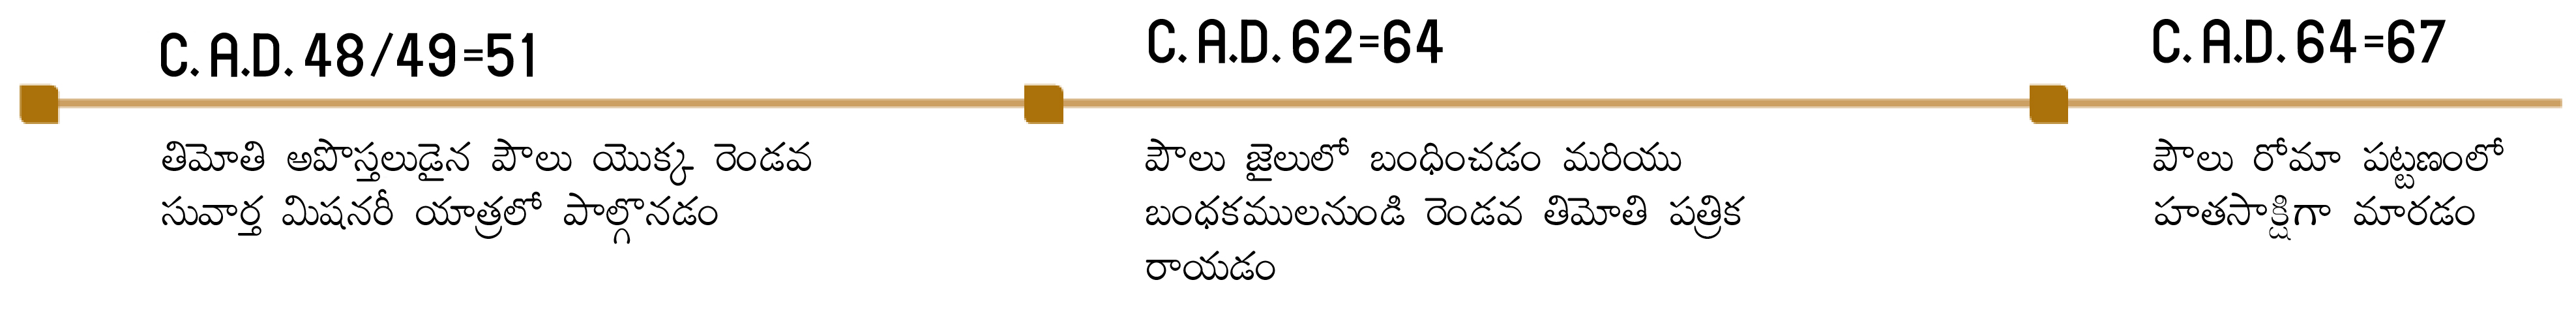 C. A.D. 48/49=51
తిమోతి అపొస్తలుడైన పౌలు యొక్క రెండవ
సువార్త మిషనరీ యాత్రలో పాల్గొనడం
C. A.D. 62=64
పౌలు జైలులో బంధించడం మరియు
బంధకములనుండి రెండవ తిమోతి పత్రిక
రాయడం
C. A.D. 64=67
పౌలు రోమా పట్టణంలో
హతసాక్షిగా మారడం